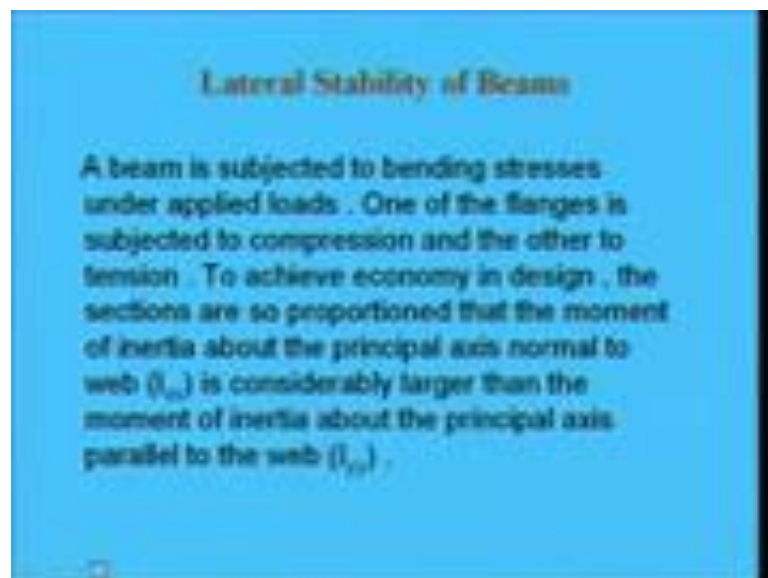 Lateral Stability of Beams
A beam is subjected to bending stresses
under applied loads . One of the flanges is
subjected to compression and the other to
tension . To achieve economy in design , the
sections are so proportioned that the moment
of inertia about the principal axis normal to
web (I) is considerably larger than the
moment of inertia about the principal axis
parallel to the web (I) .